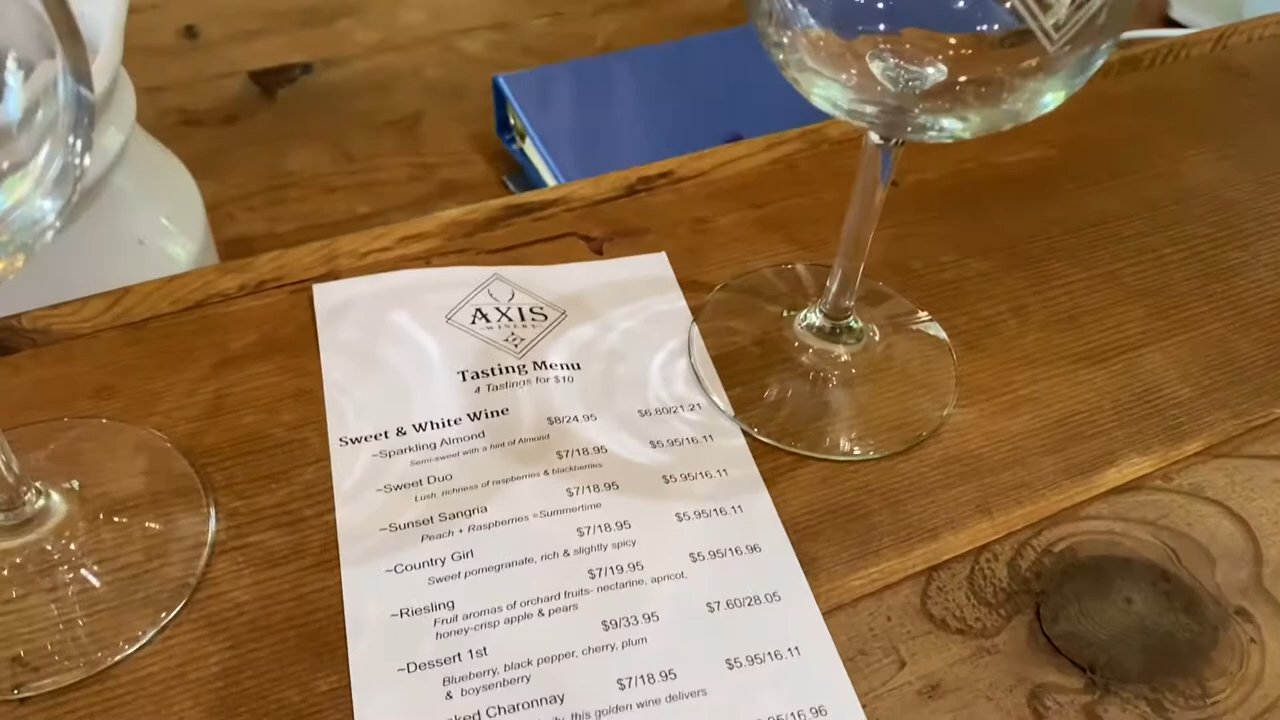 AXIS
WINERY
Tasting Menu
4 Tastings for $10
Sweet & White Wine
~Sparkling Almond $8/24.95 $6.80/21.21
Semi-sweet with a hint of Almond
~Sweet Duo $7/18.95 $5.95/16.11
Lush, richness of raspberries & blackberries
~Sunset Sangria $7/18.95 $5.95/16.11
Peach + Raspberries =Summertime
~Country Girl $7/18.95 $5.95/16.11
Sweet pomegranate, rich & slightly spicy
~Riesling $7/19.95 $5.95/16.96
Fruit aromas of orchard fruits- nectarine, apricot,
honey-crisp apple & pears
~Dessert 1st $9/33.95 $7.60/28.05
Blueberry, black pepper, cherry, plum
& boysenberry
Charonnay $7/18.95 $5.95/16.11
this golden wine delivers